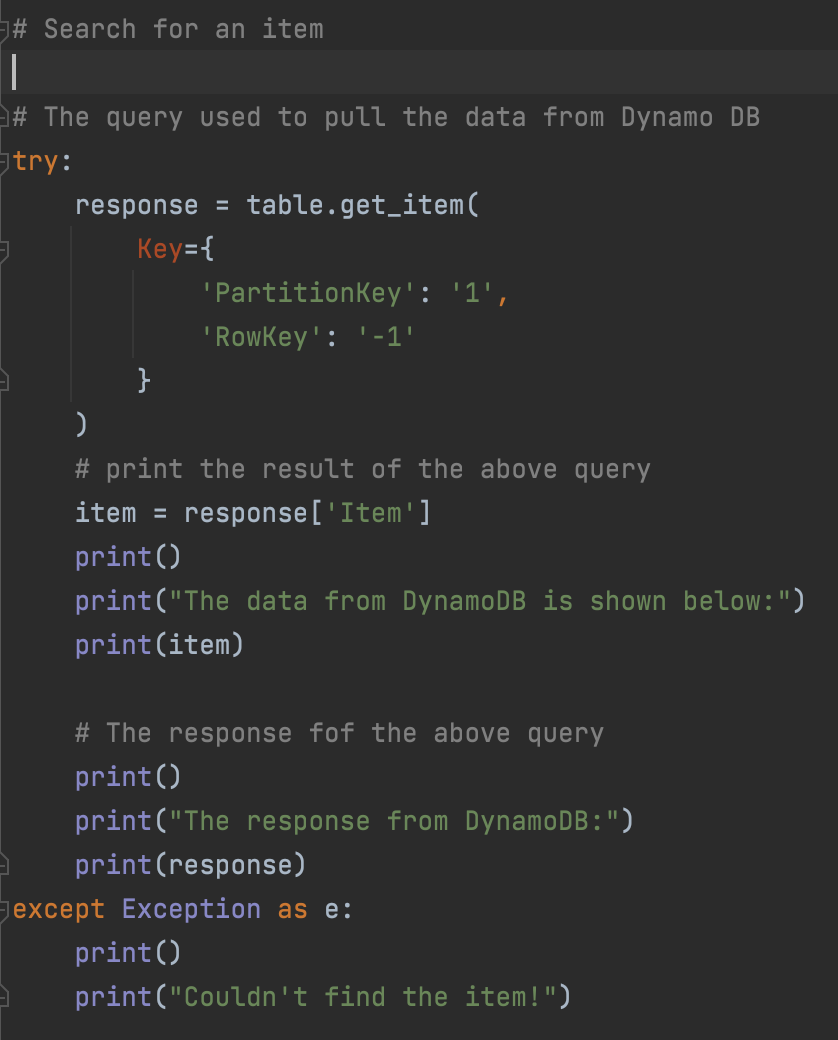 # Search for an item
# The query used to pull the data from Dynamo DB
try:
    response = table.get_item(
        Key={
            'PartitionKey': '1',
            'RowKey': '-1'
        }
    )
    # print the result of the above query
    item = response['Item']
    print()
    print("The data from DynamoDB is shown below:")
    print(item)
    # The response fof the above query
    print()
    print("The response from DynamoDB:")
    print(response)
except Exception as e:
    print()
    print("Couldn't find the item!")